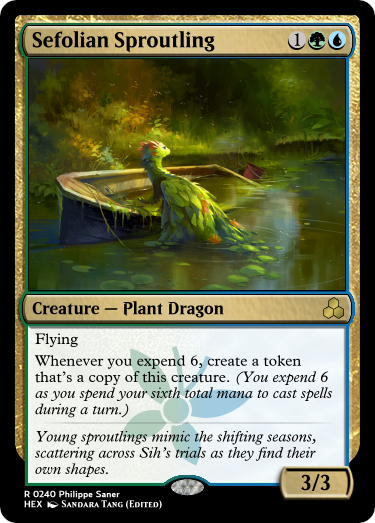 Sefolian Sproutling 1
Creature — Plant Dragon
Flying
Whenever you expend 6, create a token
that's a copy of this creature. (You expend 6
as you spend your sixth total mana to cast spells
during a turn.)
Young sproutlings mimic the shifting seasons,
scattering across Sih's trials as they find their
own shapes.
3/3
R 0240 Philippe Saner
HEX Sandara Tang (Edited)